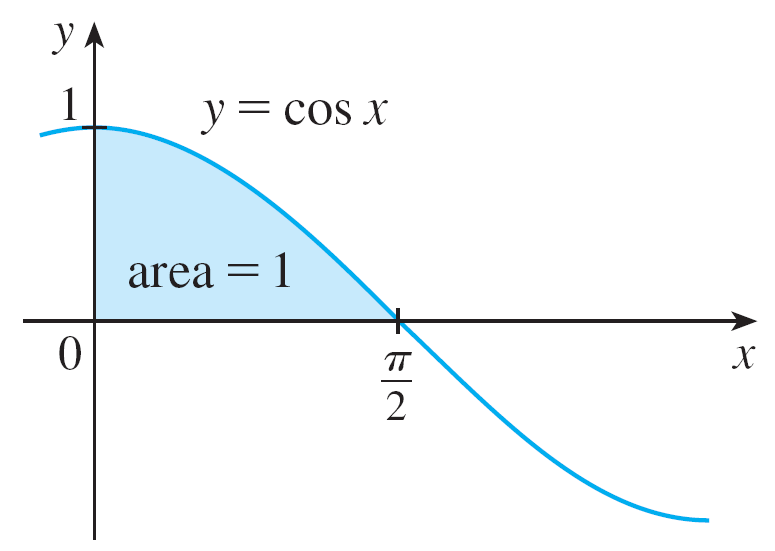 y
1
y = cos x
area = 1
0
π/2
x